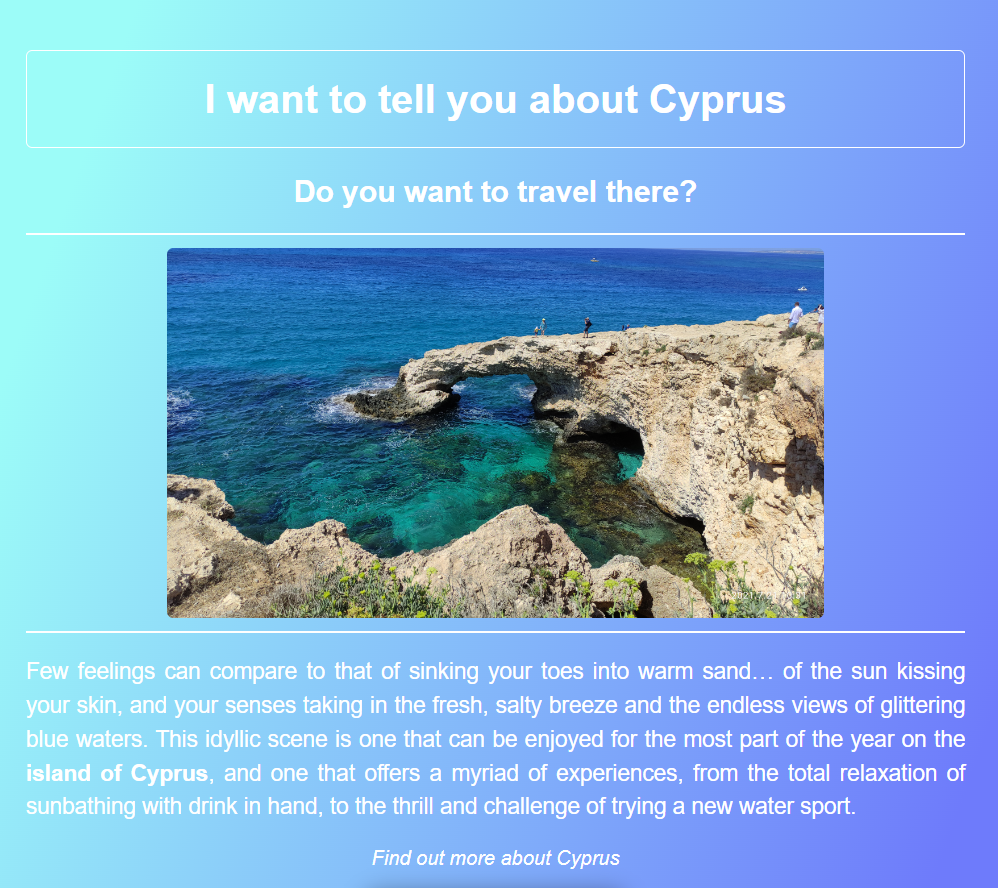 I want to tell you about Cyprus
Do you want to travel there?
Few feelings can compare to that of sinking your toes into warm sand… of the sun kissing
your skin, and your senses taking in the fresh, salty breeze and the endless views of glittering
blue waters. This idyllic scene is one that can be enjoyed for the most part of the year on the
island of Cyprus, and one that offers a myriad of experiences, from the total relaxation of
sunbathing with drink in hand, to the thrill and challenge of trying a new water sport.
Find out more about Cyprus